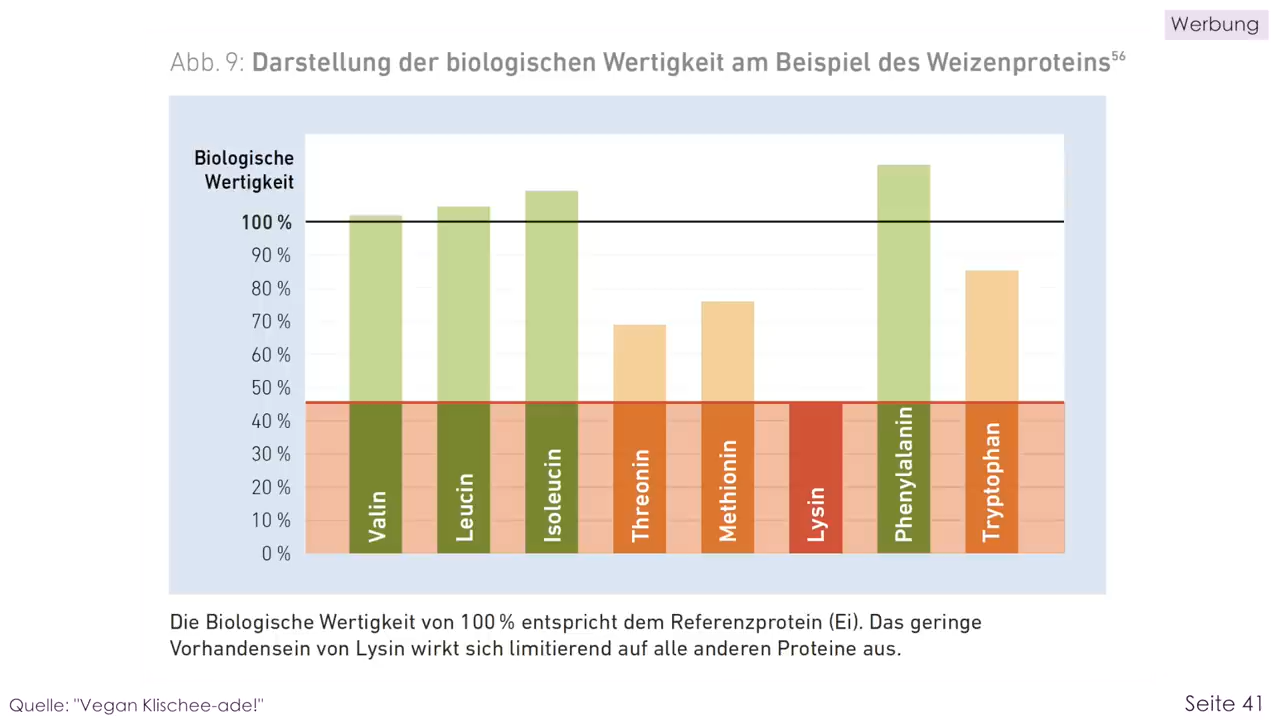 Werbung
Abb. 9: Darstellung der biologischen Wertigkeit am Beispiel des Weizenproteins⁵⁶
Biologische
Wertigkeit
100 %
90 %
80 %
70 %
60 %
50 %
40 %
30 %
20 %
10 %
0 %
Valin
Leucin
Isoleucin
Threonin
Methionin
Lysin
Phenylalanin
Tryptophan
Die Biologische Wertigkeit von 100 % entspricht dem Referenzprotein (Ei). Das geringe
Vorhandensein von Lysin wirkt sich limitierend auf alle anderen Proteine aus.
Quelle: "Vegan Klischee-ade!"
Seite 41